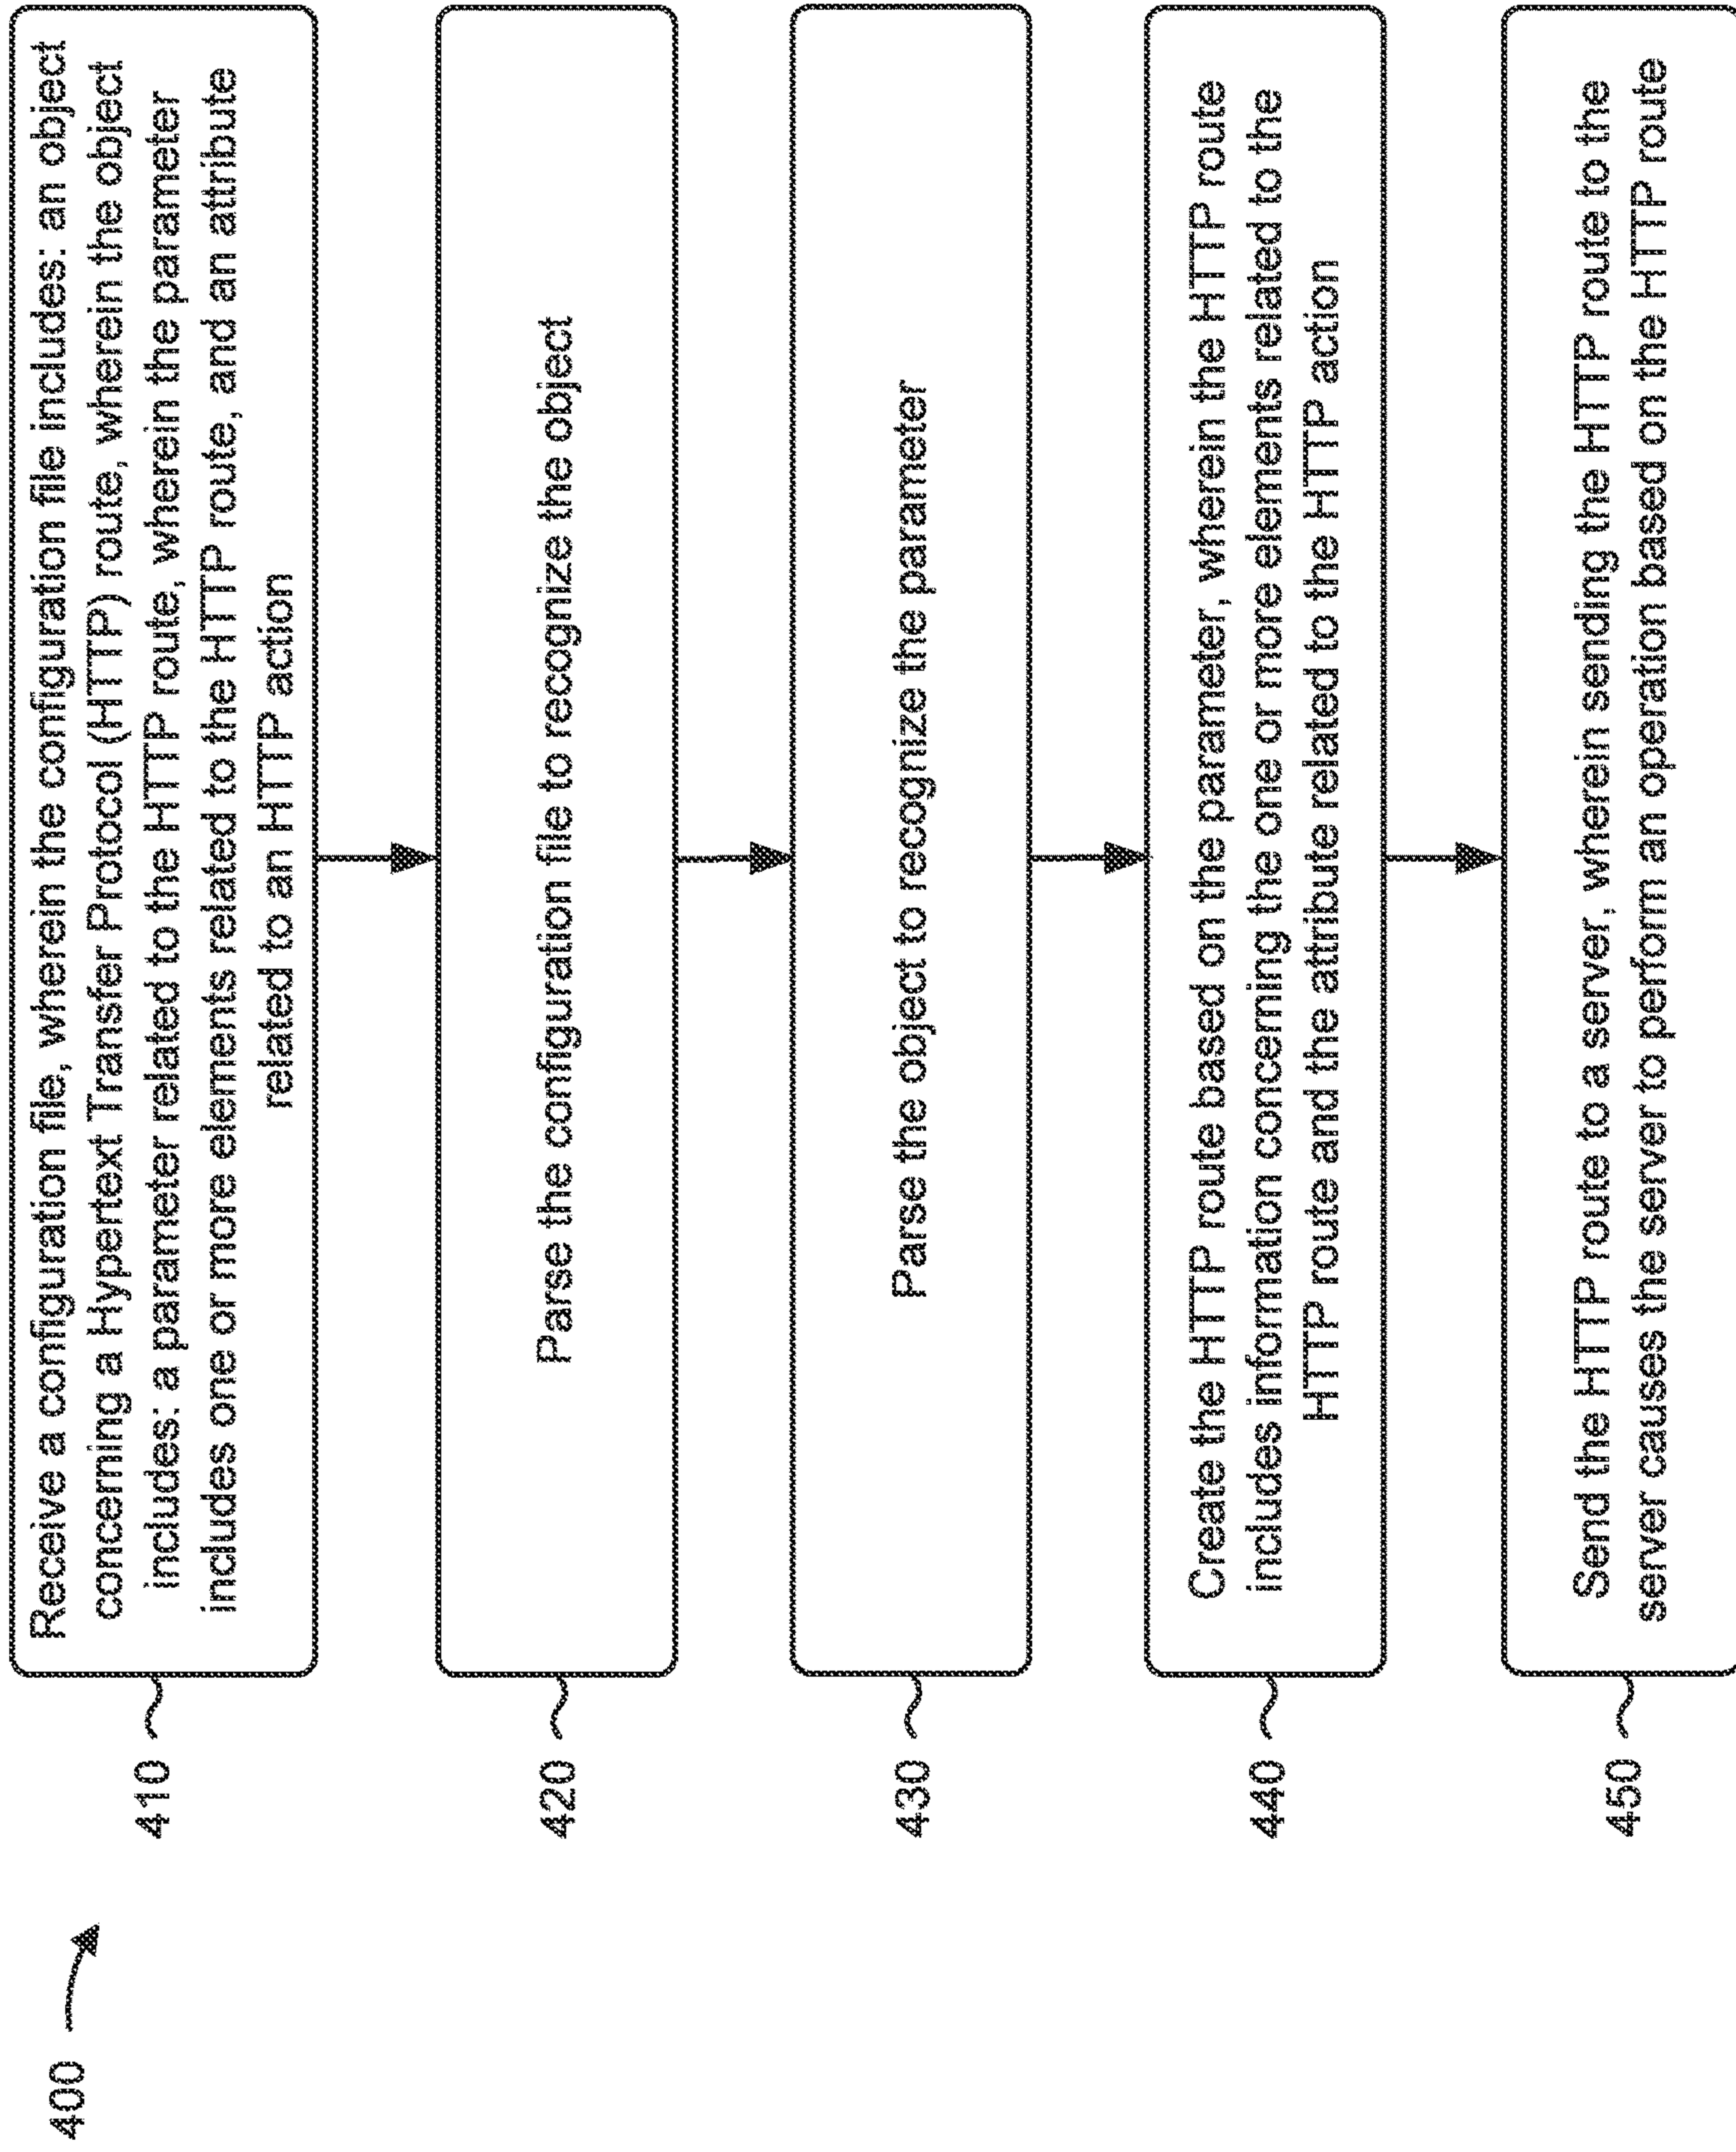 400
410
Receive a configuration file, wherein the configuration file includes: an object
concerning a Hypertext Transfer Protocol (HTTP) route, wherein the object
includes: a parameter related to the HTTP route, wherein the parameter
includes one or more elements related to the HTTP route, and an attribute
related to an HTTP action
420
Parse the configuration file to recognize the object
430
Parse the object to recognize the parameter
440
Create the HTTP route based on the parameter, wherein the HTTP route
includes information concerning the one or more elements related to the
HTTP route and the attribute related to the HTTP action
450
Send the HTTP route to a server, wherein sending the HTTP route to the
server causes the server to perform an operation based on the HTTP route